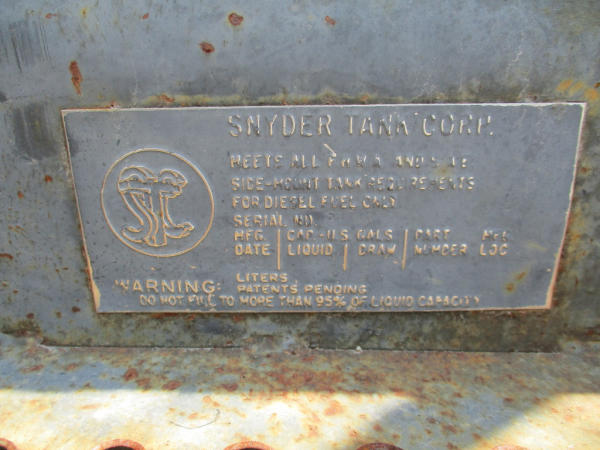 SNYDER TANK CORP.
MEETS ALL F.H.W.A. AND
SIDE-MOUNT TANK REQUIREMENTS
FOR DIESEL FUEL ONLY
SERIAL NO.
MFG. CAP.-U.S. GALS PART MFG
DATE LIQUID DRAW NUMBER LOC
LITERS
WARNING: PATENTS PENDING
DO NOT FILL TO MORE THAN 95% OF LIQUID CAPACITY